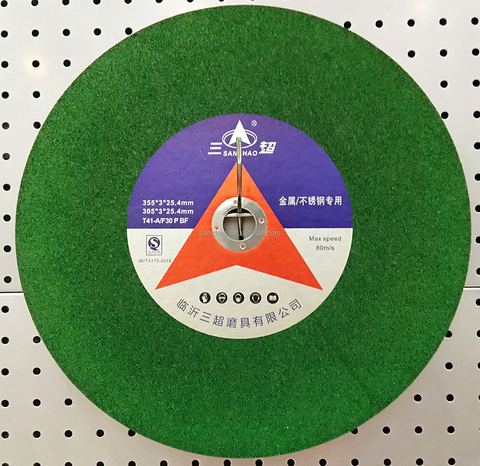 三超
®
SANCHAO
355*3*25.4mm
305*3*25.4mm
T41-A/F30 P BF
金属/不锈钢专用
Max speed
80m/s
JB/T4175-2016
临沂三超磨具有限公司